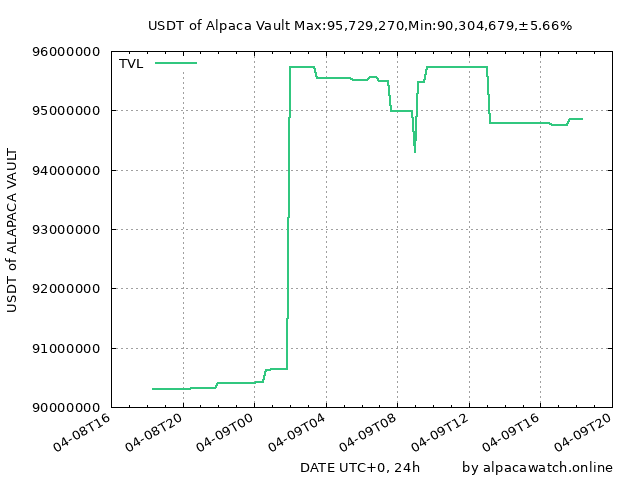 USDT of Alpaca Vault Max:95,729,270,Min:90,304,679,±5.66%
96000000
TVL
95000000
94000000
93000000
92000000
91000000
90000000
USDT of ALAPACA VAULT
04-08T16
04-08T20
04-09T00
04-09T04
04-09T08
04-09T12
04-09T16
04-09T20
DATE UTC+0, 24h
by alpacawatch.online